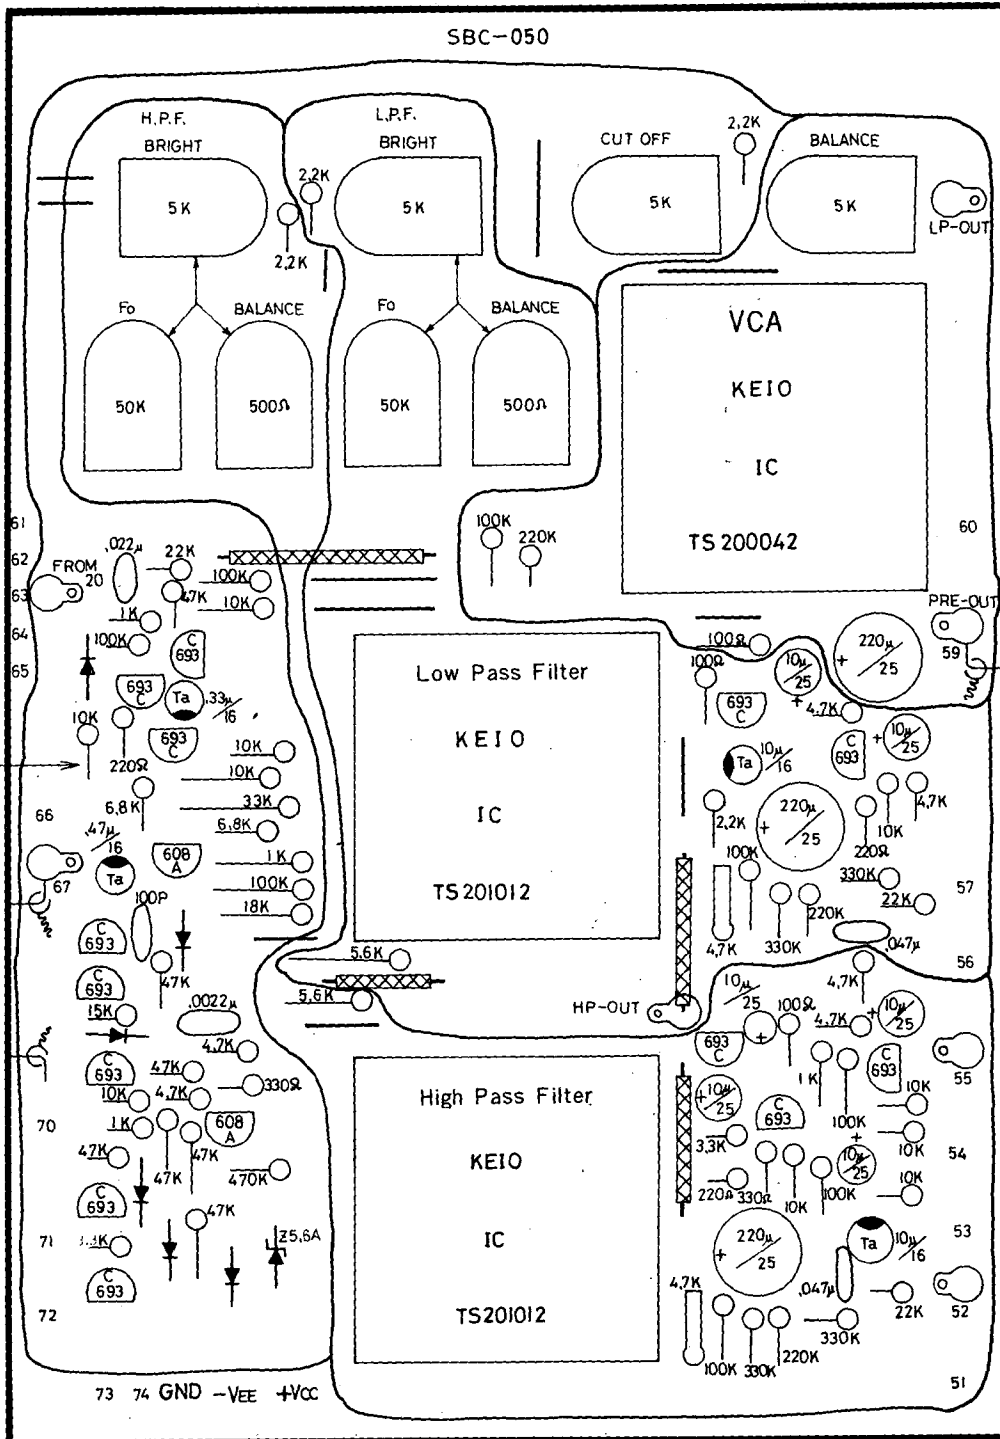 SBC-050
H.P.F.
BRIGHT
5K
2.2K
2.2K
L.P.F.
BRIGHT
5K
CUT OFF
5K
2.2K
BALANCE
5K
LP-OUT
Fo
BALANCE
50K
500Ω
Fo
BALANCE
50K
500Ω
VCA
KEIO
IC
TS 200042
60
100K
220K
61
62
63
64
65
FROM 20
.022μ
22K
100K
47K
10K
1K
100K
C 693
693 C
Ta
.33μ/16
693 C
10K
220Ω
10K
10K
33K
6.8K
6.8K
1K
100K
18K
66
.47μ/16
Ta
608 A
67
100P
C 693
47K
C 693
15K
.0022μ
4.7K
C 693
47K
4.7K
330Ω
10K
1K
608 A
70
47K
47K
47K
470K
C 693
47K
Z5.6A
71
C 693
72
73 74 GND -VEE +VCC
Low Pass Filter
KEIO
IC
TS201012
5.6K
5.6K
HP-OUT
High Pass Filter
KEIO
IC
TS201012
PRE-OUT
59
100Ω
100Ω
10μ/25
+
+
220μ/25
693 C
4.7K
C 693
+
10μ/25
Ta
10μ/16
2.2K
+
220μ/25
10K
4.7K
220Ω
100K
330K
22K
57
4.7K
330K
220K
.047μ
56
4.7K
10μ/25
+
100Ω
4.7K
+
10μ/25
693 C
C 693
55
+
10μ/25
1K
100K
10K
C 693
3.3K
+
10μ/25
10K
54
220Ω
330Ω
10K
100K
10K
+
220μ/25
Ta
10μ/16
53
4.7K
.047μ
22K
52
100K
330K
220K
330K
51